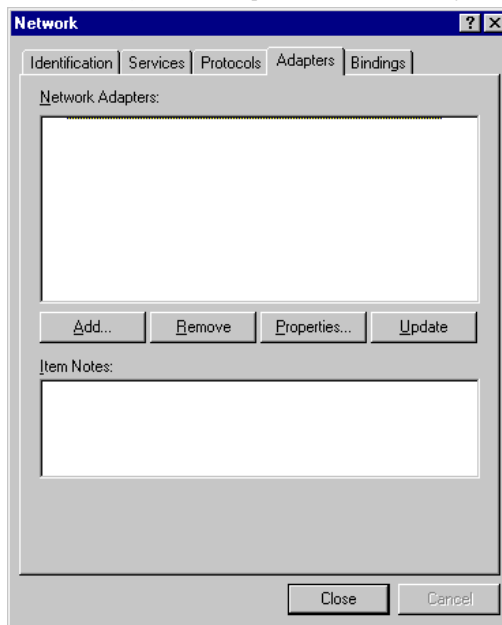 Network
Identification Services Protocols Adapters Bindings
Network Adapters:
Add... Remove Properties... Update
Item Notes:
Close Cancel